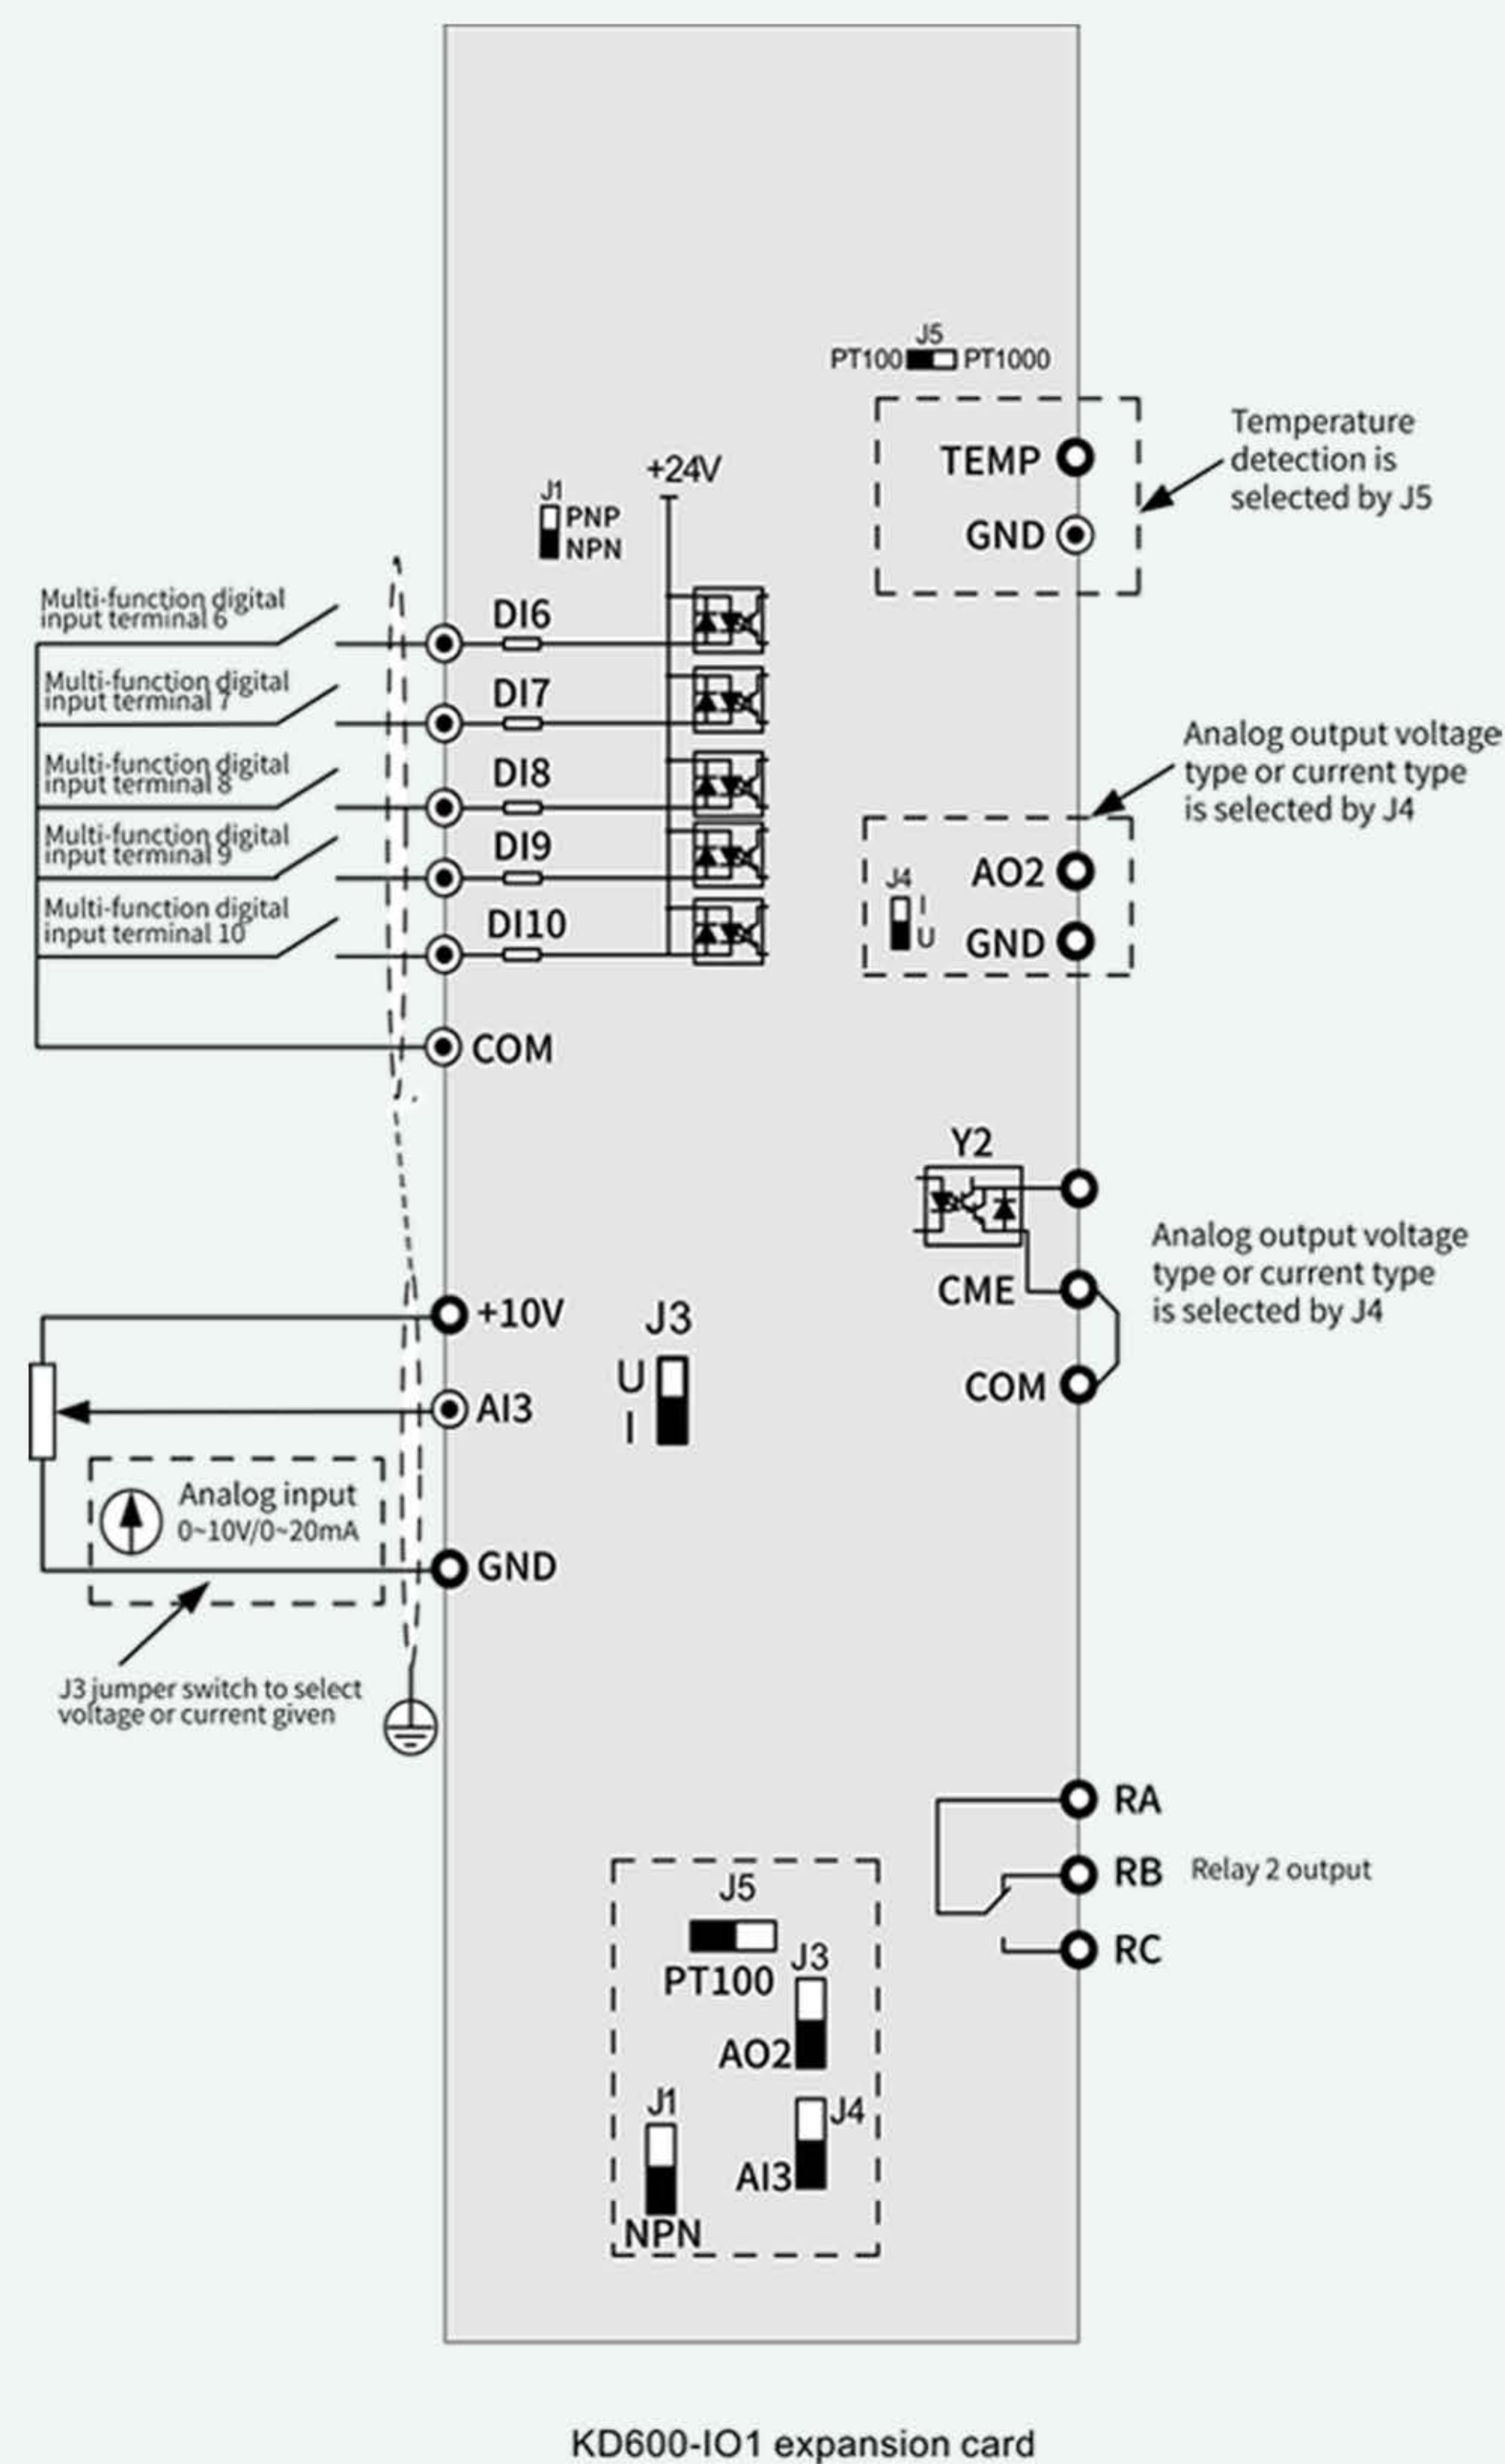 J5
PT100 PT1000
TEMP
GND
Temperature
detection is
selected by J5
+24V
J1
PNP
NPN
Multi-function digital
input terminal 6
DI6
Multi-function digital
input terminal 7
DI7
Multi-function digital
input terminal 8
DI8
Multi-function digital
input terminal 9
DI9
Multi-function digital
input terminal 10
DI10
COM
Analog output voltage
type or current type
is selected by J4
J4
I
U
AO2
GND
Y2
CME
COM
Analog output voltage
type or current type
is selected by J4
+10V
AI3
GND
J3
U
I
Analog input
0~10V/0~20mA
J3 jumper switch to select
voltage or current given
RA
RB Relay 2 output
RC
J5
PT100
J3
AO2
J1
NPN
J4
AI3
KD600-IO1 expansion card